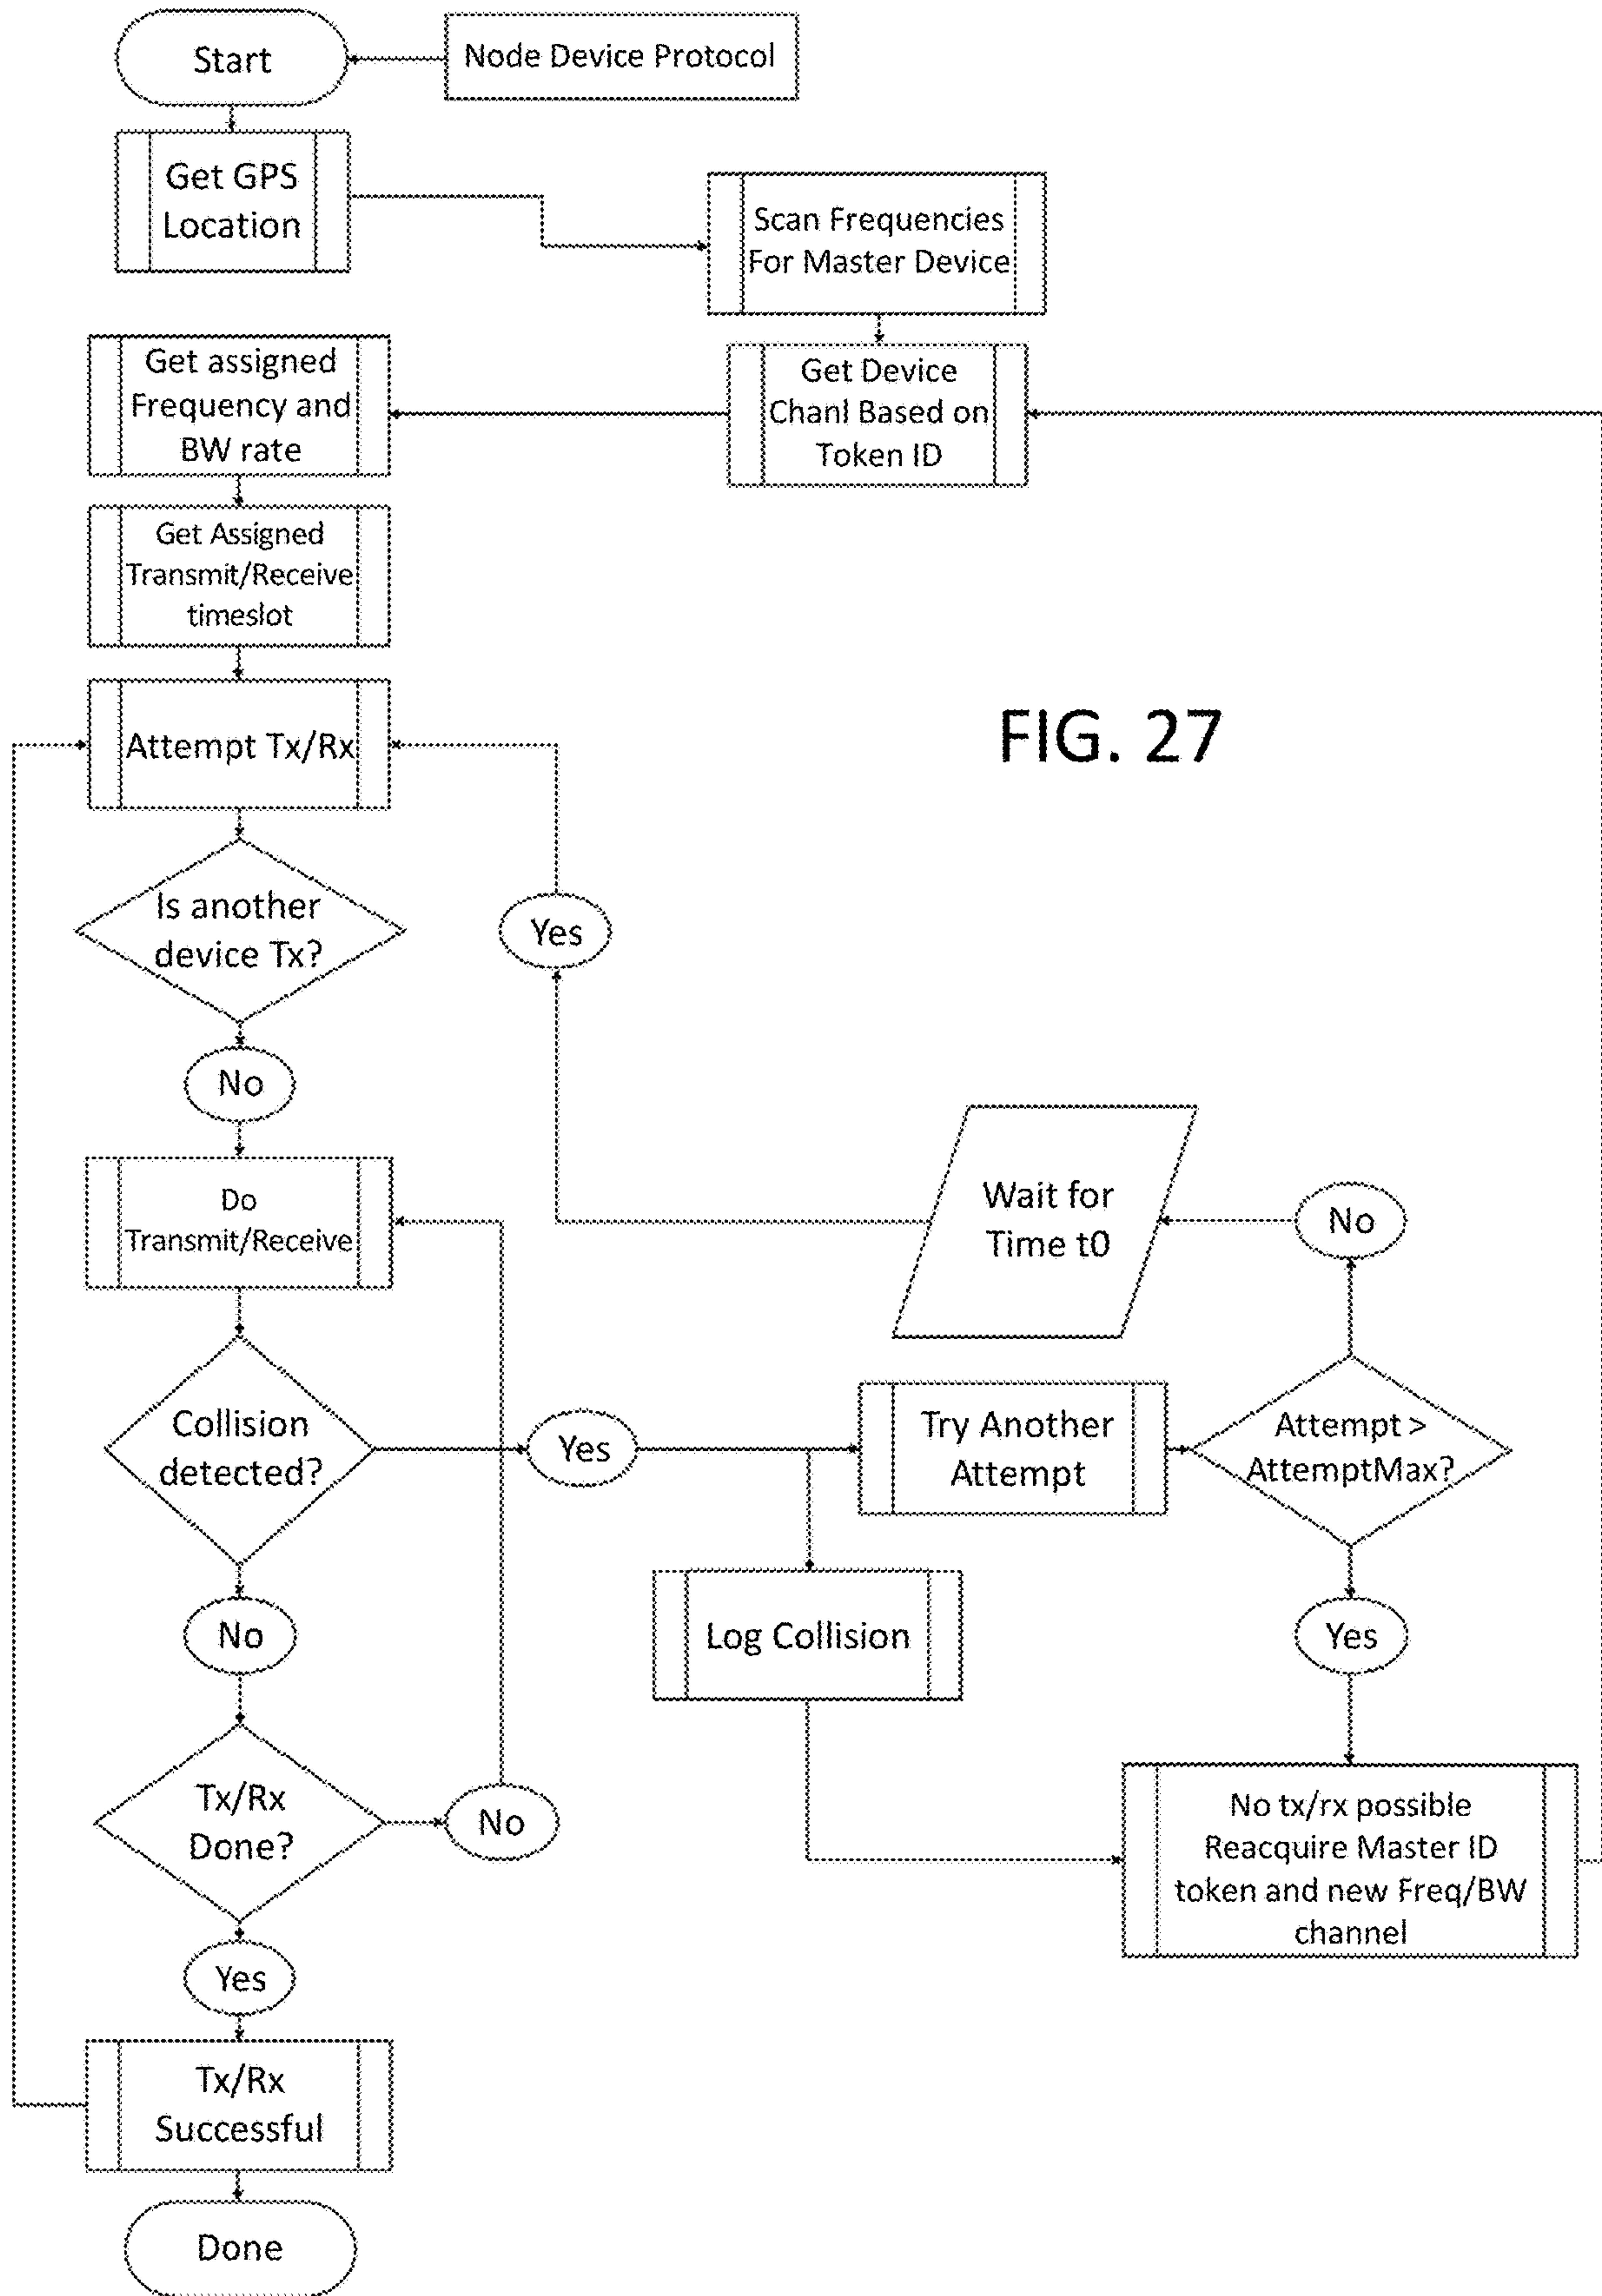 Start
Node Device Protocol
Get GPS
Location
Scan Frequencies
For Master Device
Get assigned
Frequency and
BW rate
Get Device
Chanl Based on
Token ID
Get Assigned
Transmit/Receive
timeslot
Attempt Tx/Rx
FIG. 27
Is another
device Tx?
Yes
No
Do
Transmit/Receive
Wait for
Time t0
No
Collision
detected?
Yes
Try Another
Attempt
Attempt >
AttemptMax?
No
Log Collision
Yes
Tx/Rx
Done?
No
No tx/rx possible
Reacquire Master ID
token and new Freq/BW
channel
Yes
Tx/Rx
Successful
Done